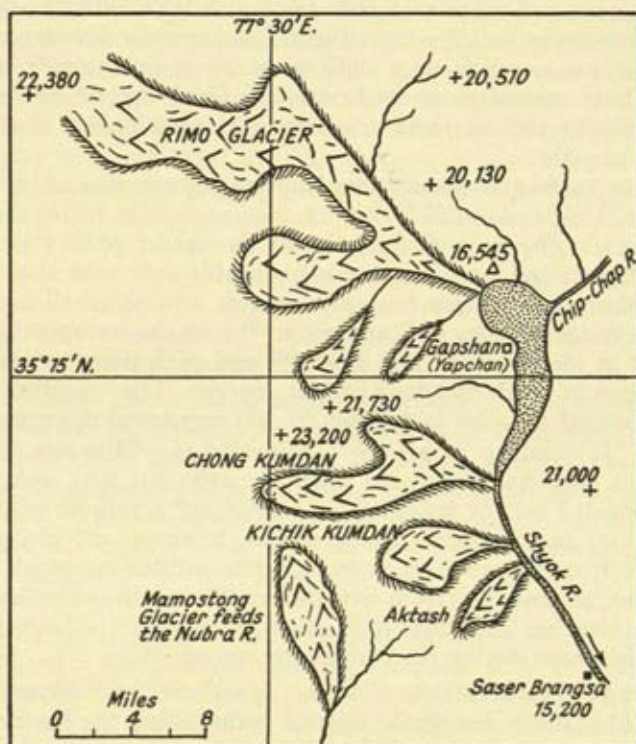 77° 30' E.
22,380
+20,510
RIMO GLACIER
+20,130
16,545
Chip-Chap R.
Gapshan
(Yapchan)
35° 15' N.
+21,730
+23,200
CHONG KUMDAN
21,000
KICHIK KUMDAN
Shyok R.
Mamostong
Glacier feeds
the Nubra R.
Aktash
Saser Brangsa
15,200
Miles
0 4 8